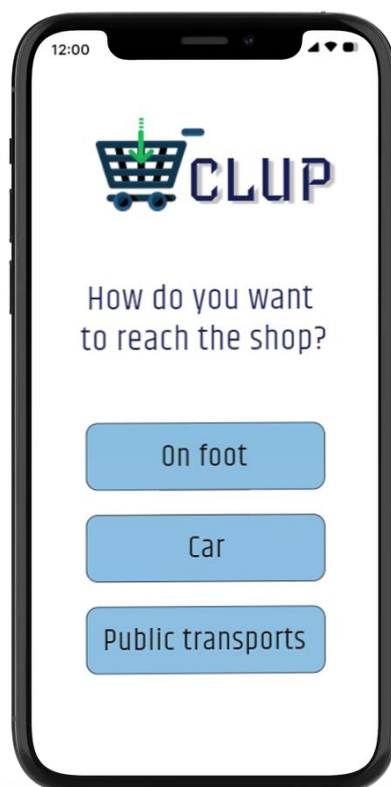 12:00
CLUP
How do you want
to reach the shop?
On foot
Car
Public transports